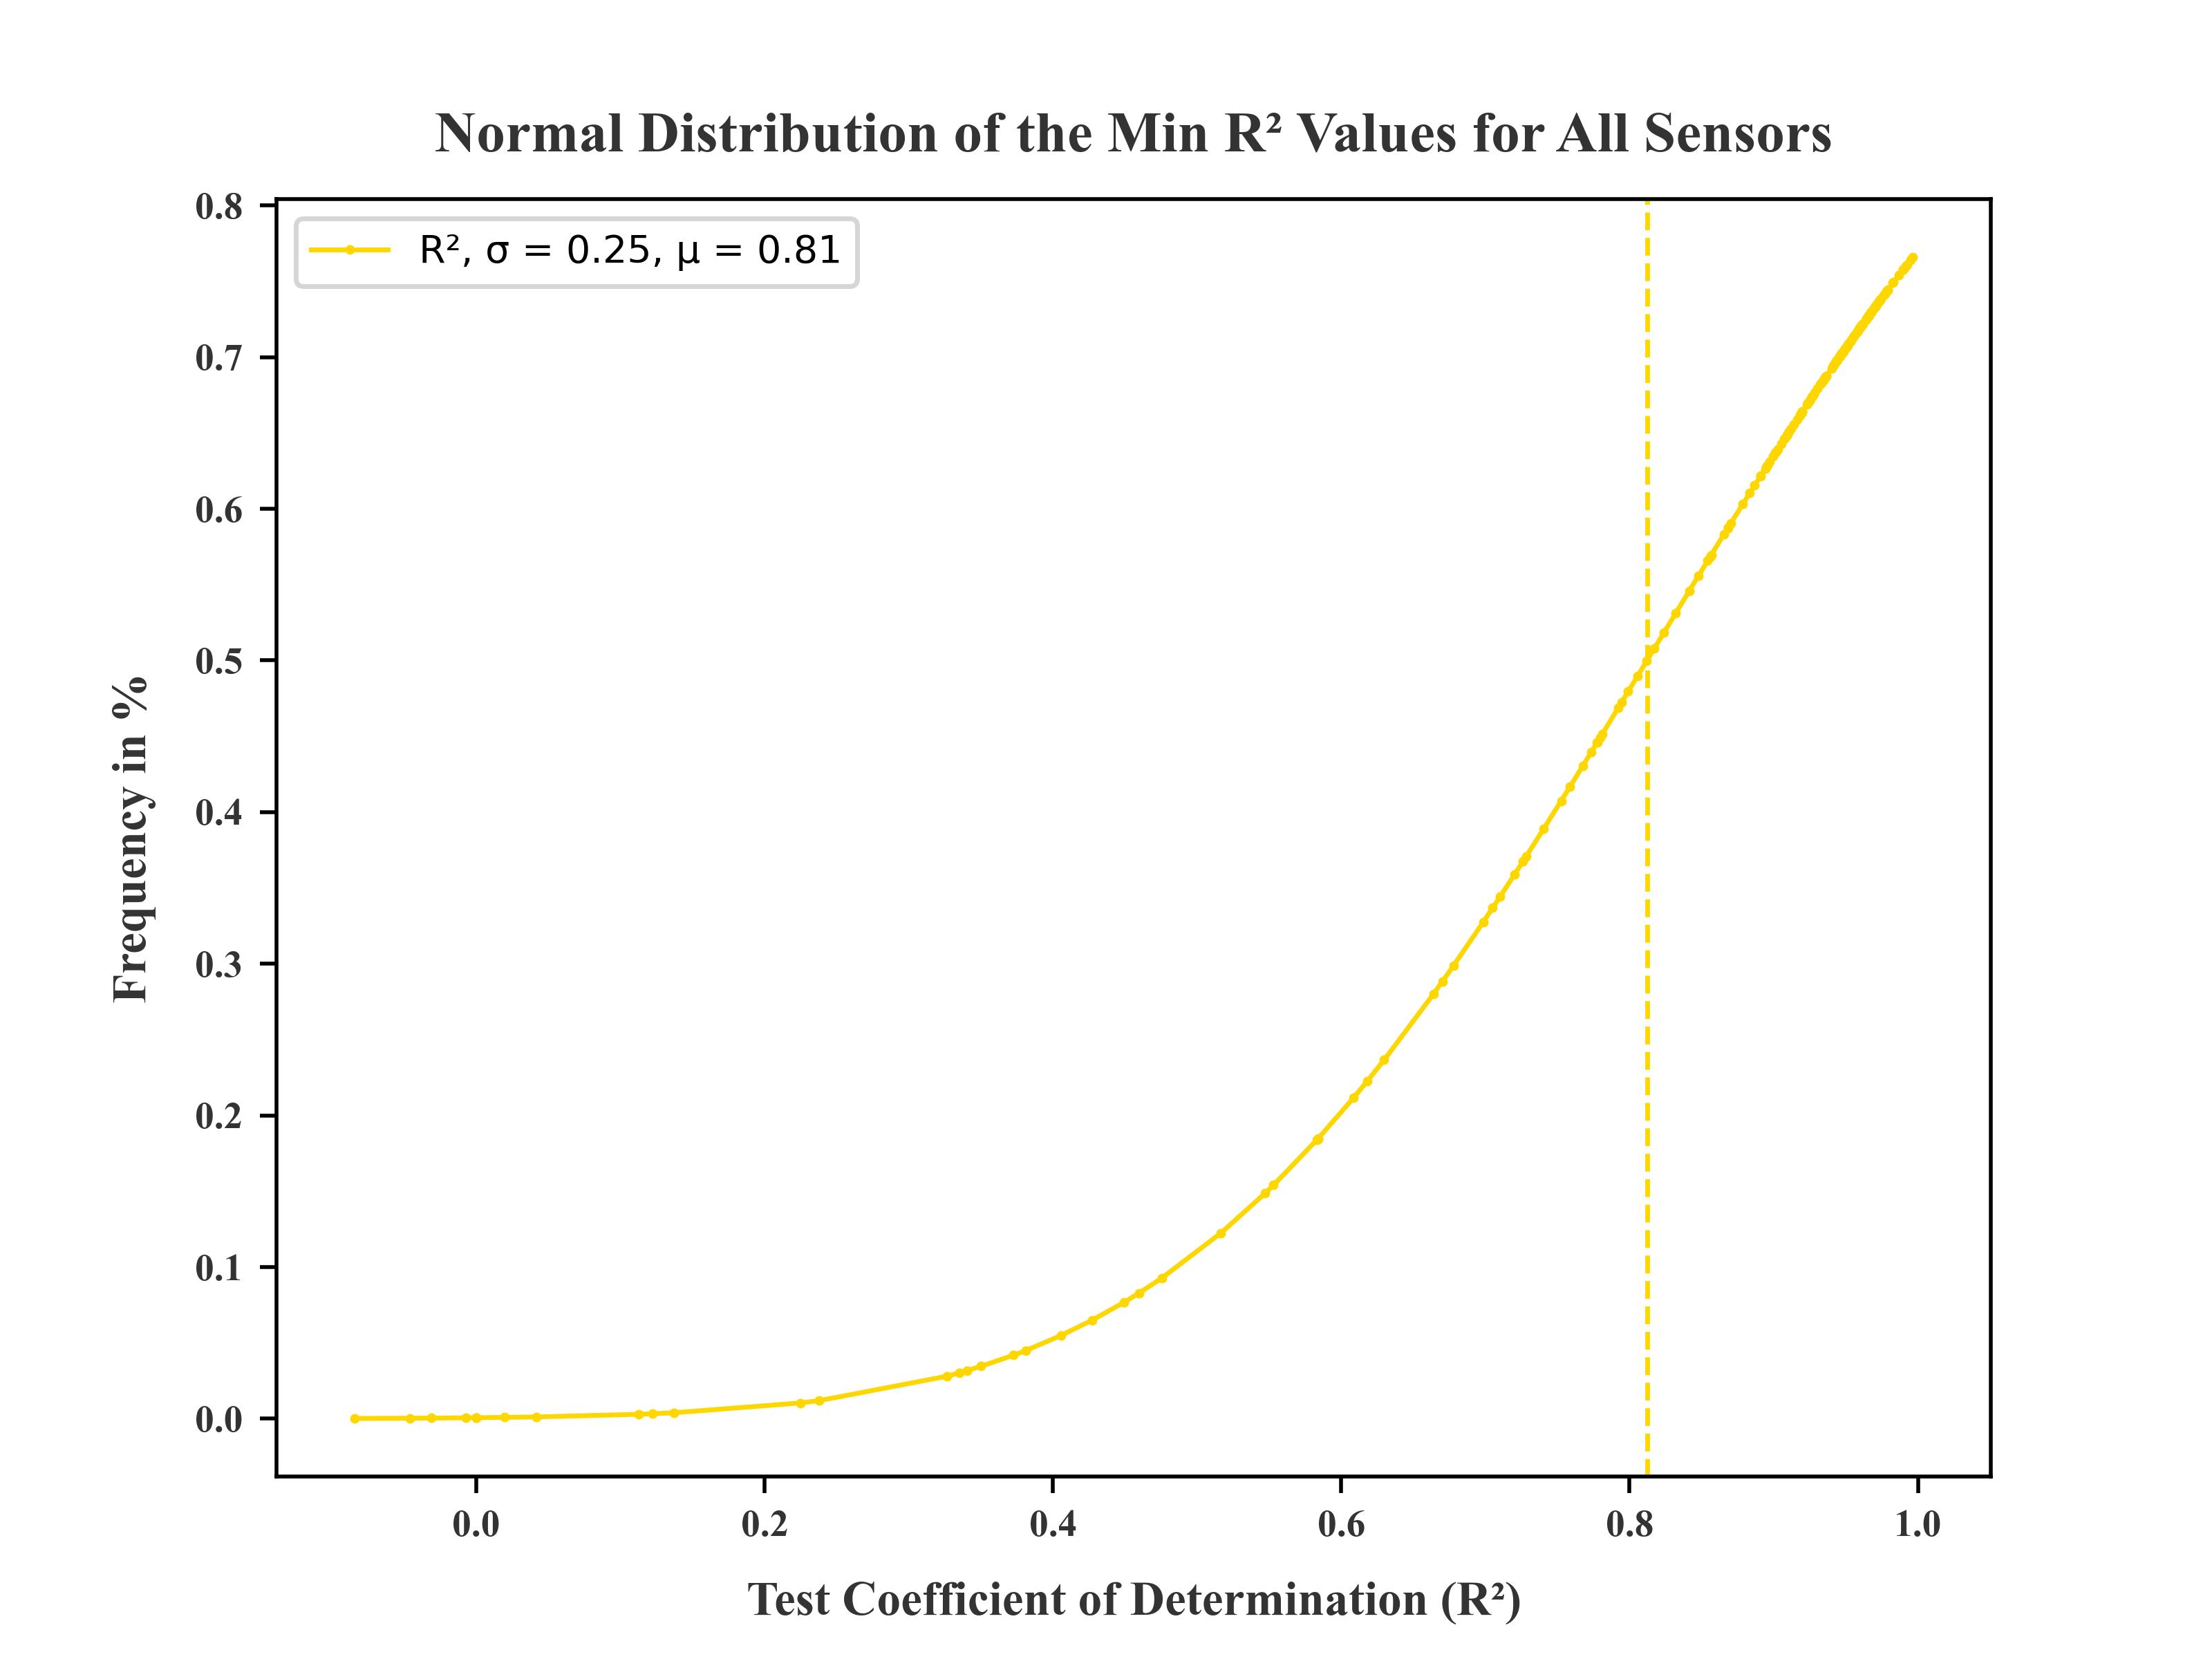 Normal Distribution of the Min R² Values for All Sensors
R², σ = 0.25, μ = 0.81
Frequency in %
0.8
0.7
0.6
0.5
0.4
0.3
0.2
0.1
0.0
0.0 0.2 0.4 0.6 0.8 1.0
Test Coefficient of Determination (R²)